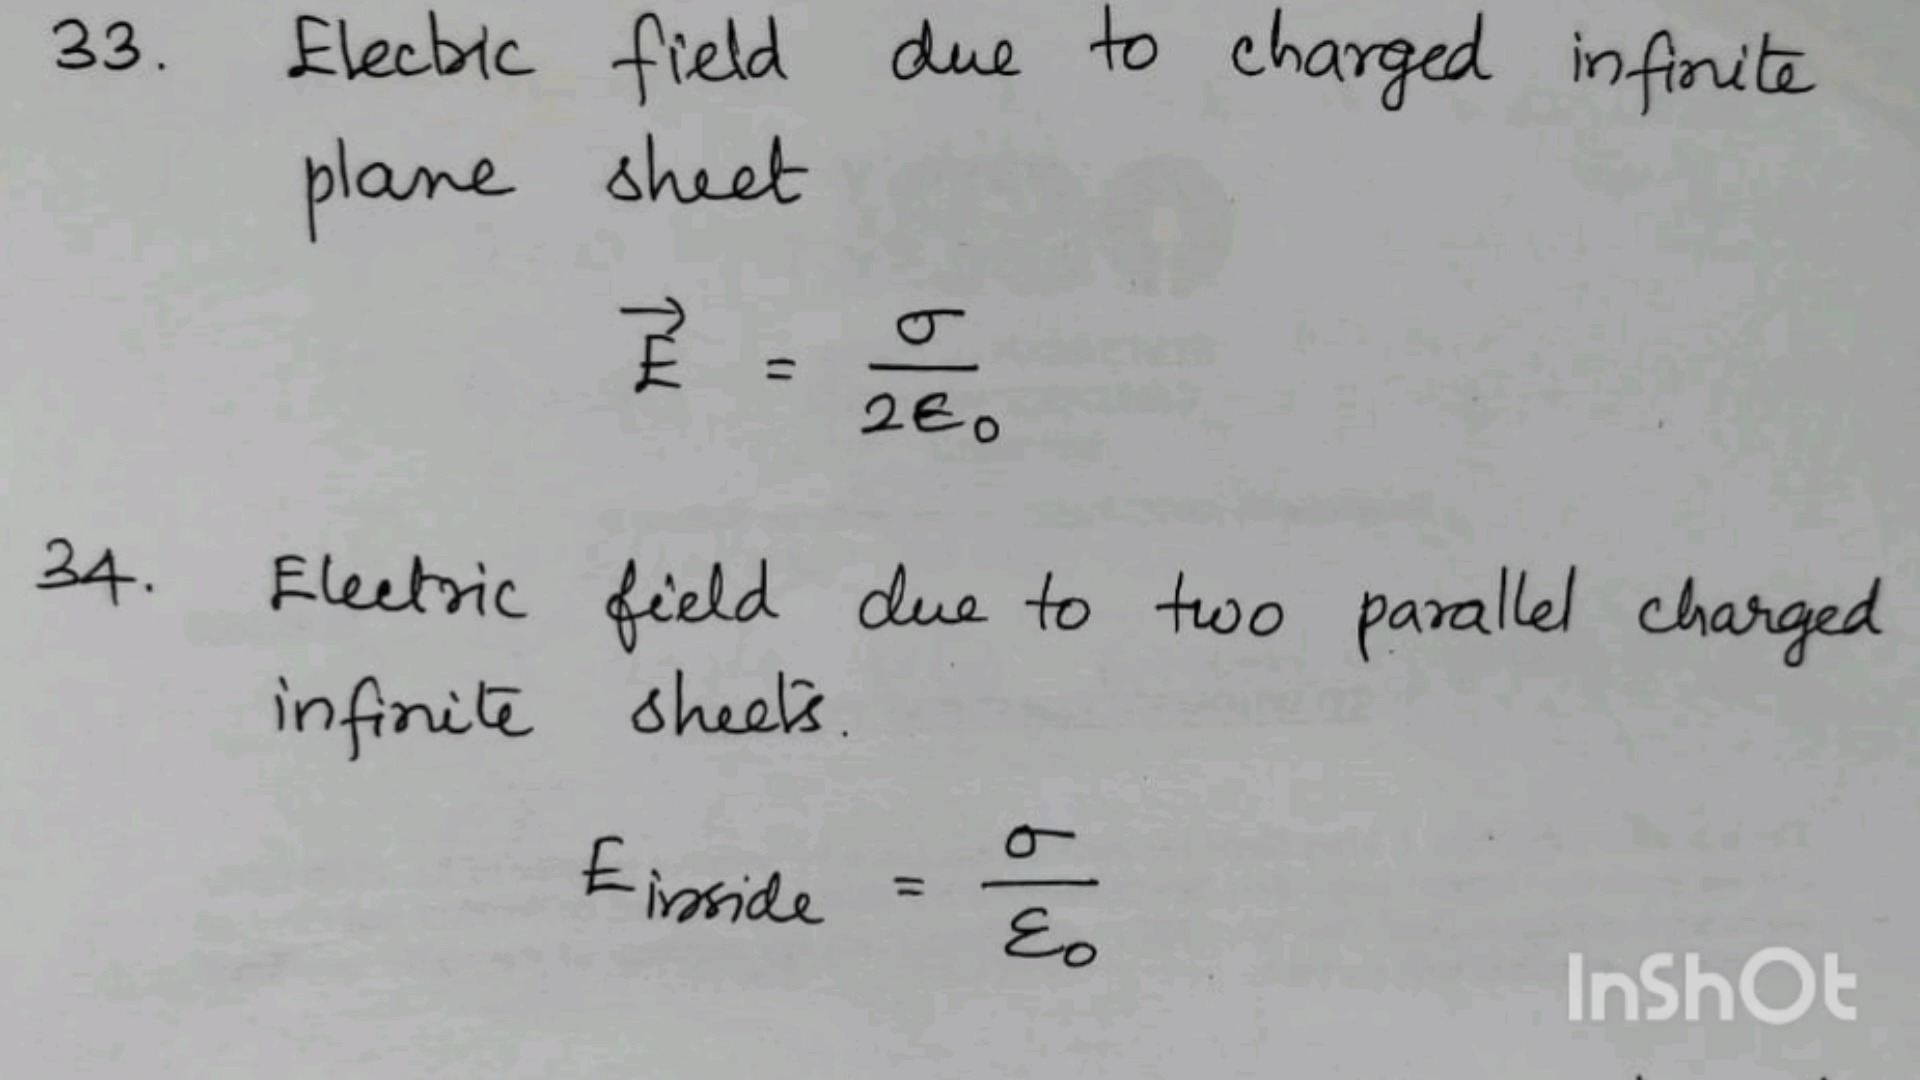 33. Electric field due to charged infinite
plane sheet
E⃗ = σ / 2ε₀
34. Electric field due to two parallel charged
infinite sheets.
E inside = σ / ε₀
InShOt